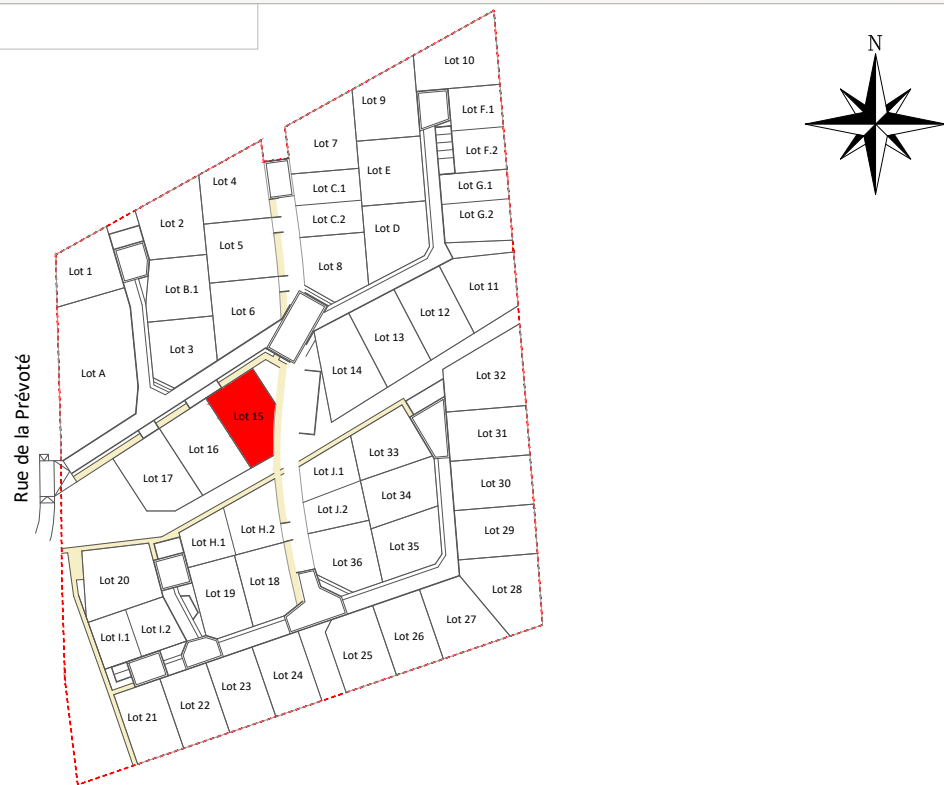 N
Lot 10
Lot 9
Lot F.1
Lot 7
Lot F.2
Lot E
Lot 4
Lot C.1
Lot G.1
Lot 2
Lot C.2
Lot G.2
Lot D
Lot 5
Lot 1
Lot 8
Lot B.1
Lot 11
Lot 6
Lot 12
Lot 13
Lot 3
Lot A
Lot 14
Lot 32
Rue de la Prévoté
Lot 15
Lot 31
Lot 16
Lot 33
Lot 17
Lot J.1
Lot 30
Lot 34
Lot J.2
Lot H.2
Lot 29
Lot H.1
Lot 35
Lot 36
Lot 20
Lot 18
Lot 28
Lot 19
Lot 27
Lot I.2
Lot I.1
Lot 26
Lot 25
Lot 24
Lot 23
Lot 22
Lot 21